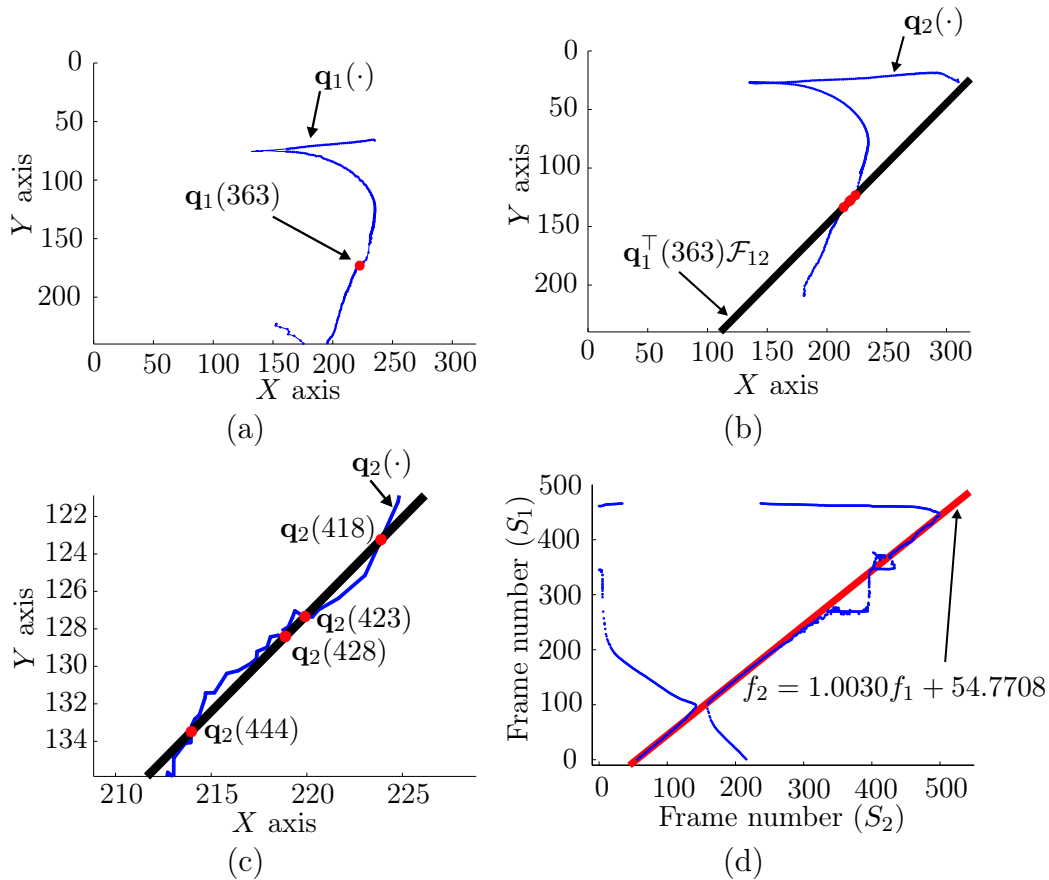 0
50
100
150
200
Y axis
0 50 100 150 200 250 300
X axis
q₁(·)
q₁(363)
(a)
0
50
100
150
200
Y axis
0 50 100 150 200 250 300
X axis
q₂(·)
q₁⊤(363)ℱ₁₂
(b)
122
124
126
128
130
132
134
Y axis
210 215 220 225
X axis
q₂(·)
q₂(418)
q₂(423)
q₂(428)
q₂(444)
(c)
500
400
300
200
100
0
Frame number (S₁)
0 100 200 300 400 500
Frame number (S₂)
f₂ = 1.0030f₁ + 54.7708
(d)